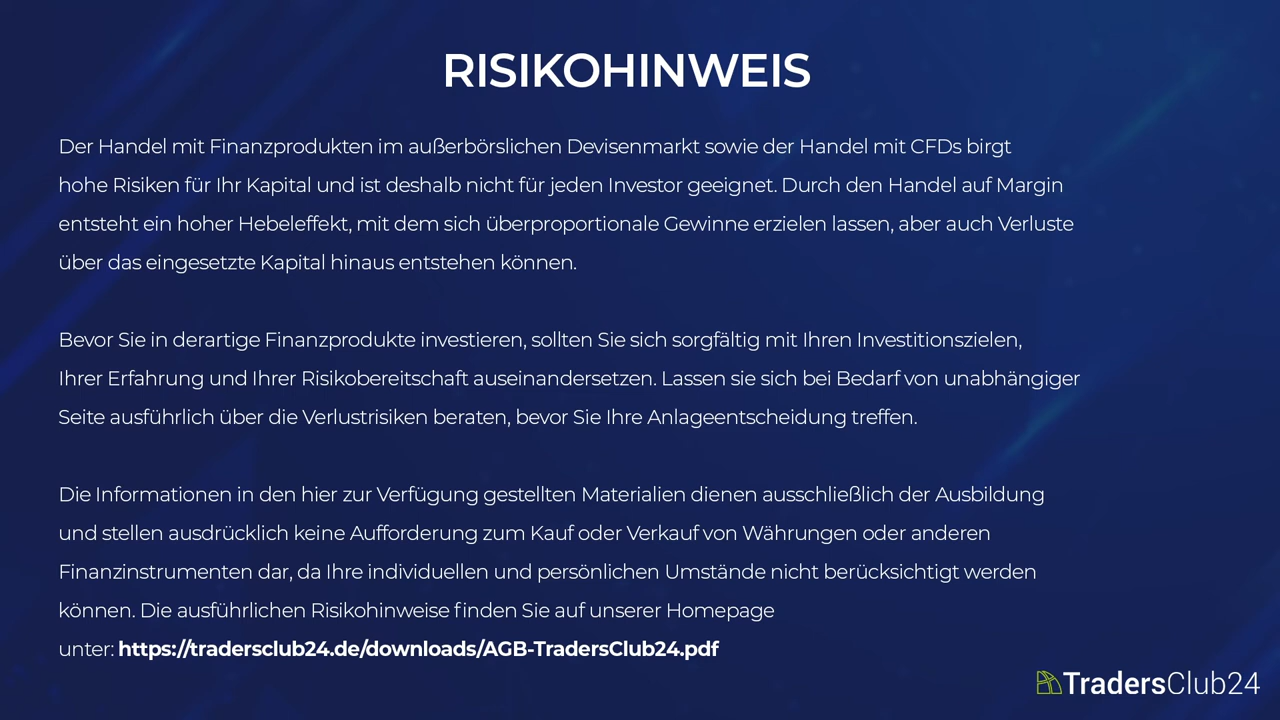 RISIKOHINWEIS
Der Handel mit Finanzprodukten im außerbörslichen Devisenmarkt sowie der Handel mit CFDs birgt
hohe Risiken für Ihr Kapital und ist deshalb nicht für jeden Investor geeignet. Durch den Handel auf Margin
entsteht ein hoher Hebeleffekt, mit dem sich überproportionale Gewinne erzielen lassen, aber auch Verluste
über das eingesetzte Kapital hinaus entstehen können.
Bevor Sie in derartige Finanzprodukte investieren, sollten Sie sich sorgfältig mit Ihren Investitionszielen,
Ihrer Erfahrung und Ihrer Risikobereitschaft auseinandersetzen. Lassen sie sich bei Bedarf von unabhängiger
Seite ausführlich über die Verlustrisiken beraten, bevor Sie Ihre Anlageentscheidung treffen.
Die Informationen in den hier zur Verfügung gestellten Materialien dienen ausschließlich der Ausbildung
und stellen ausdrücklich keine Aufforderung zum Kauf oder Verkauf von Währungen oder anderen
Finanzinstrumenten dar, da Ihre individuellen und persönlichen Umstände nicht berücksichtigt werden
können. Die ausführlichen Risikohinweise finden Sie auf unserer Homepage
unter: https://tradersclub24.de/downloads/AGB-TradersClub24.pdf
TradersClub24